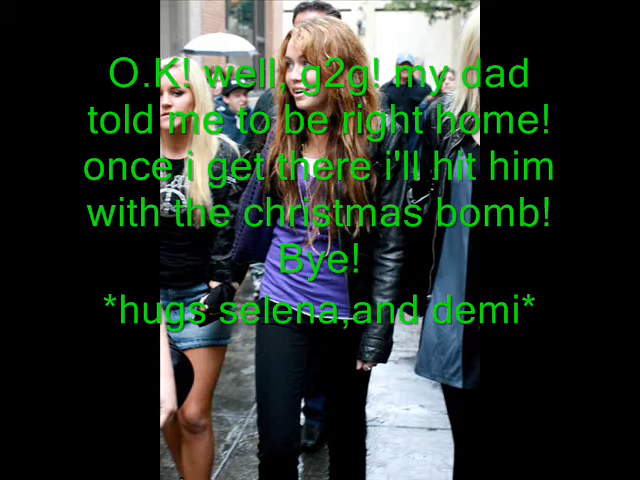 O.K! well, g2g! my dad
told me to be right home!
once i get there i'll hit him
with the christmas bomb!
Bye!
*hugs selena,and demi*